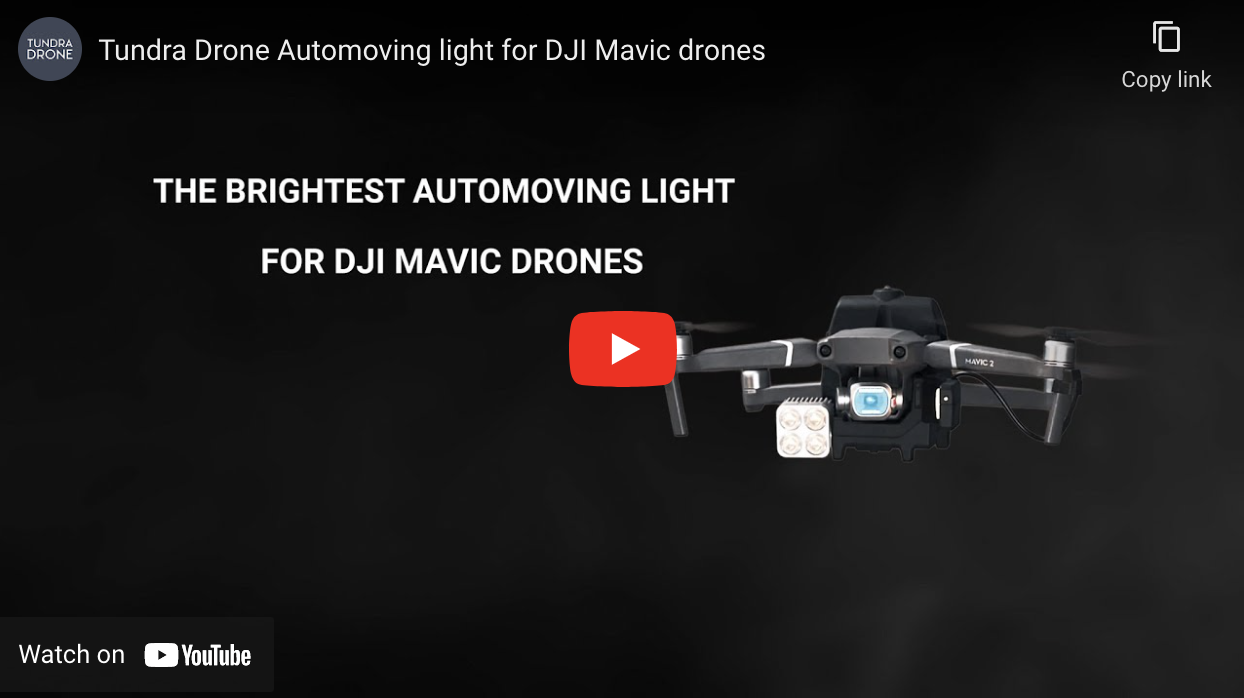 TUNDRA
DRONE
Tundra Drone Automoving light for DJI Mavic drones
Copy link
THE BRIGHTEST AUTOMOVING LIGHT
FOR DJI MAVIC DRONES
MAVIC 2
Watch on YouTube